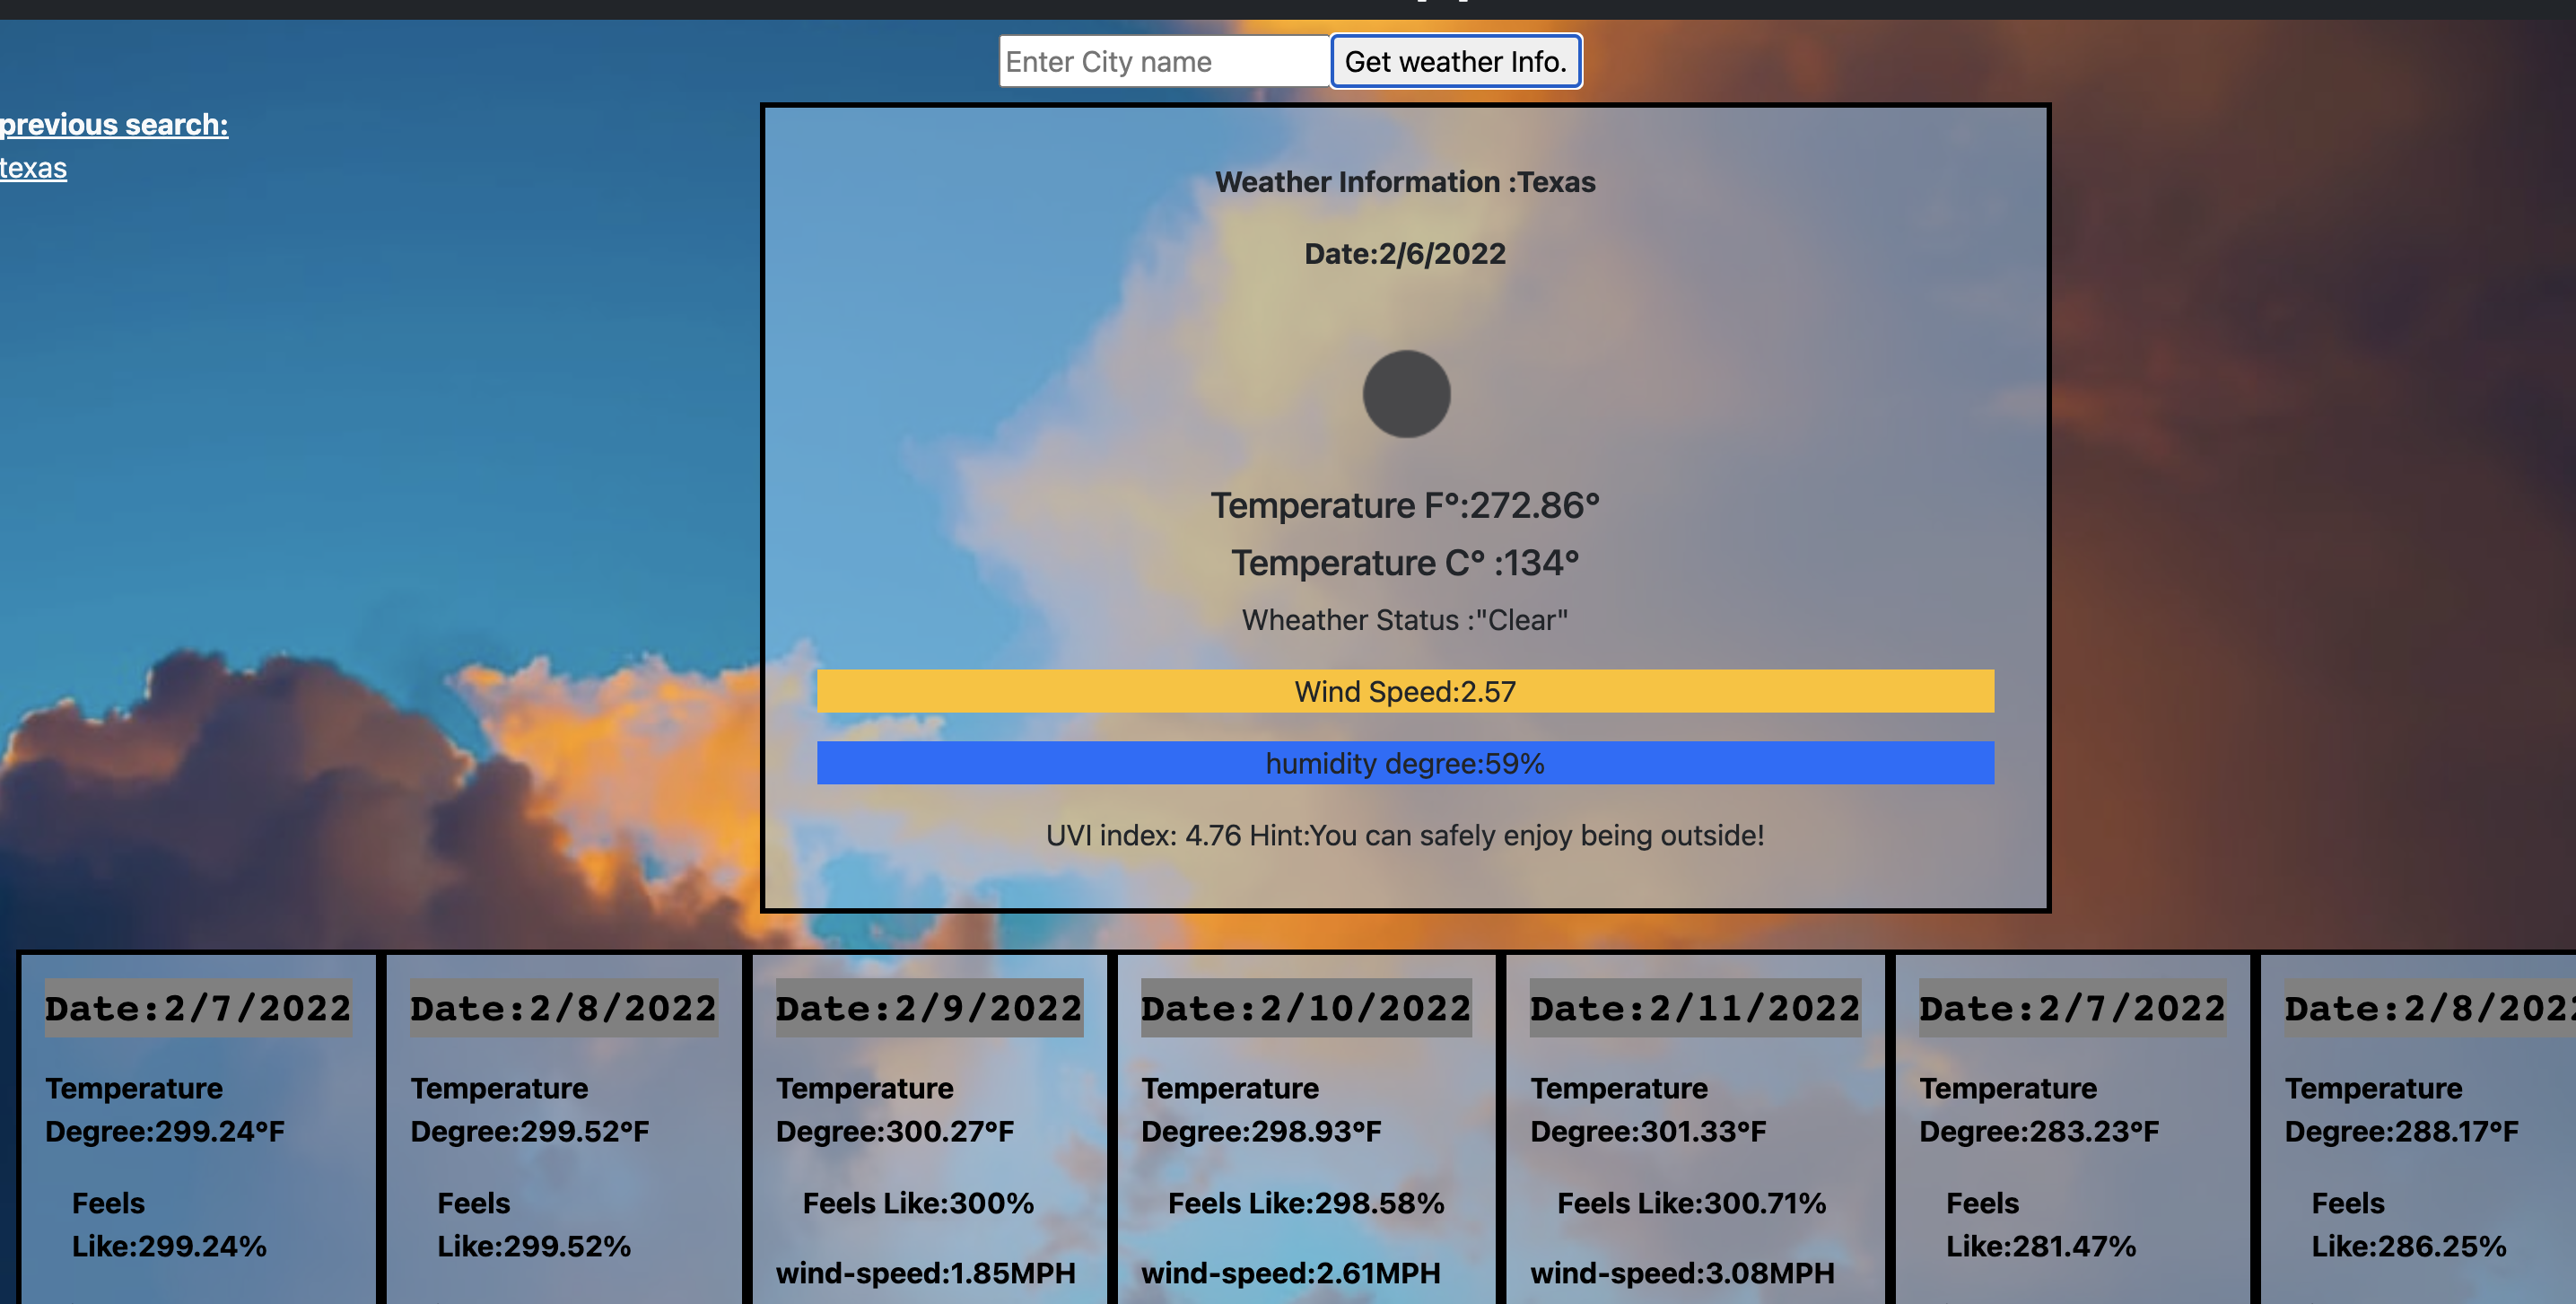 Enter City name
Get weather Info.
previous search:
texas
Weather Information :Texas
Date:2/6/2022
Temperature F°:272.86°
Temperature C° :134°
Wheather Status :"Clear"
Wind Speed:2.57
humidity degree:59%
UVI index: 4.76 Hint:You can safely enjoy being outside!
Date:2/7/2022
Temperature
Degree:299.24°F
Feels
Like:299.24%
Date:2/8/2022
Temperature
Degree:299.52°F
Feels
Like:299.52%
Date:2/9/2022
Temperature
Degree:300.27°F
Feels Like:300%
wind-speed:1.85MPH
Date:2/10/2022
Temperature
Degree:298.93°F
Feels Like:298.58%
wind-speed:2.61MPH
Date:2/11/2022
Temperature
Degree:301.33°F
Feels Like:300.71%
wind-speed:3.08MPH
Date:2/7/2022
Temperature
Degree:283.23°F
Feels
Like:281.47%
Date:2/8/2022
Temperature
Degree:288.17°F
Feels
Like:286.25%